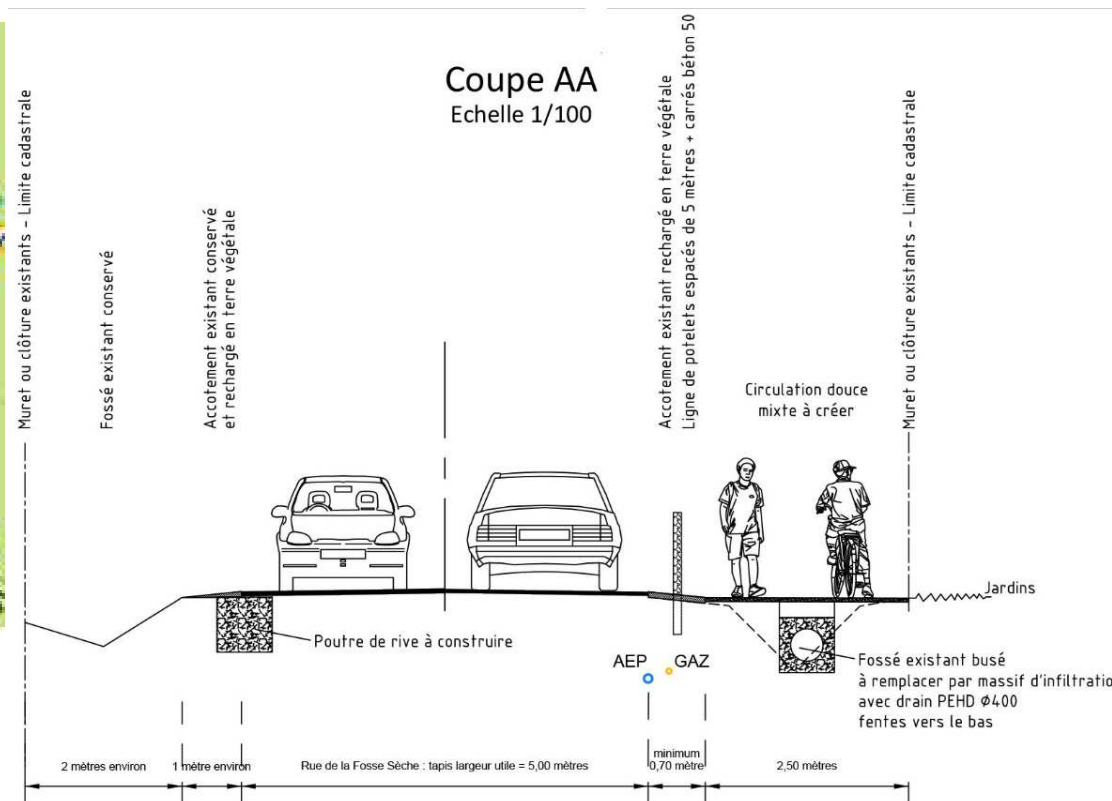 Coupe AA
Echelle 1/100
Muret ou clôture existants - Limite cadastrale
Fossé existant conservé
Accotement existant conservé
et rechargé en terre végétale
Accotement existant rechargé en terre végétale
Ligne de potelets espacés de 5 mètres + carrés béton 50
Circulation douce
mixte à créer
Muret ou clôture existants - Limite cadastrale
Jardins
Poutre de rive à construire
AEP GAZ
Fossé existant busé
à remplacer par massif d'infiltratio
avec drain PEHD Ø400
fentes vers le bas
2 mètres environ
1 mètre environ
Rue de la Fosse Sèche : tapis largeur utile = 5,00 mètres
minimum
0,70 mètre
2,50 mètres